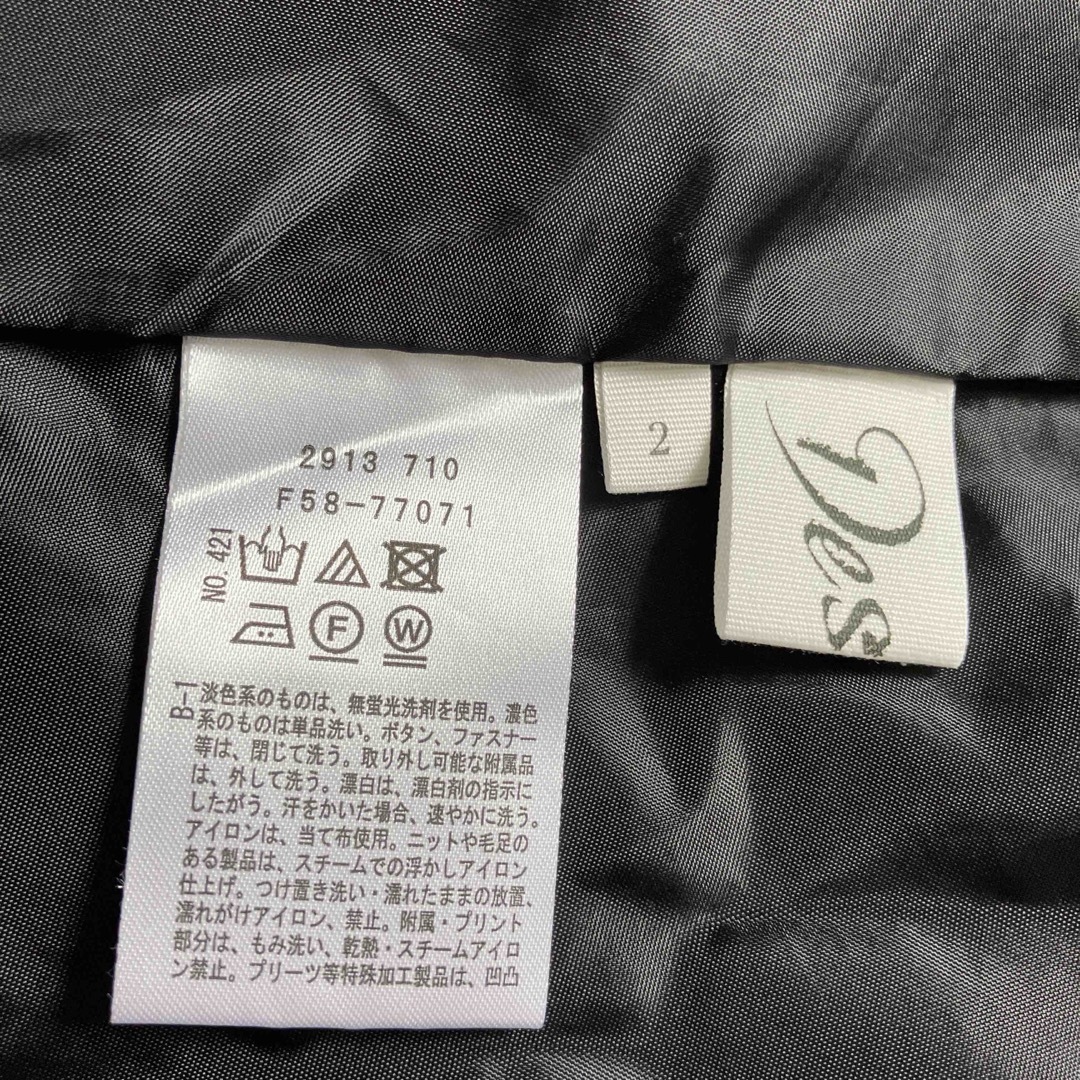 2913 710
F58-77071
NO. 421
F
W
B-1
淡色系のものは、無蛍光洗剤を使用。濃色
系のものは単品洗い。ボタン、ファスナー
等は、閉じて洗う。取り外し可能な附属品
は、外して洗う。漂白は、漂白剤の指示に
したがう。汗をかいた場合、速やかに洗う。
アイロンは、当て布使用。ニットや毛足の
ある製品は、スチームでの浮かしアイロン
仕上げ。つけ置き洗い・濡れたままの放置、
濡れがけアイロン、禁止。附属・プリント
部分は、もみ洗い、乾熱・スチームアイロ
ン禁止。プリーツ等特殊加工製品は、凹凸
2
Des